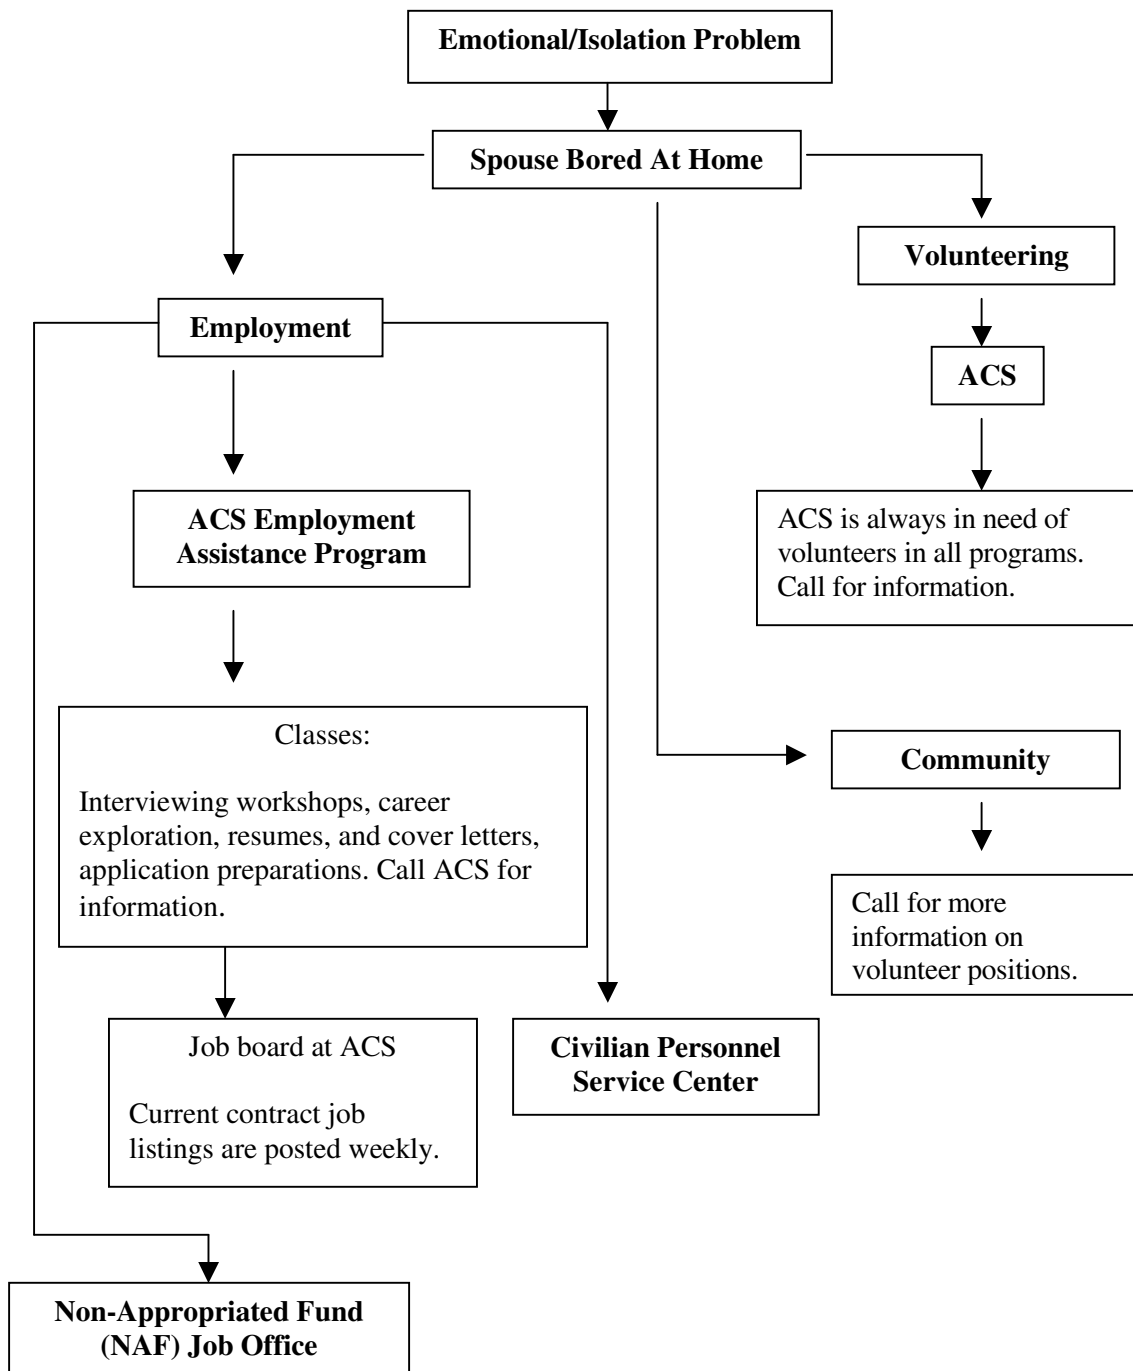 Emotional/Isolation Problem
Spouse Bored At Home
Volunteering
Employment
ACS
ACS Employment
Assistance Program
ACS is always in need of
volunteers in all programs.
Call for information.
Classes:
Interviewing workshops, career
exploration, resumes, and cover letters,
application preparations. Call ACS for
information.
Community
Call for more
information on
volunteer positions.
Job board at ACS
Current contract job
listings are posted weekly.
Civilian Personnel
Service Center
Non-Appropriated Fund
(NAF) Job Office